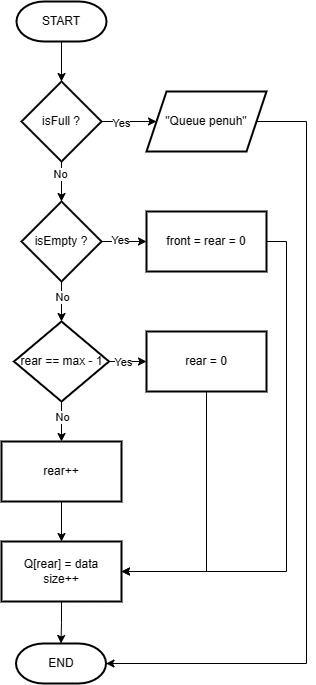 START
isFull ?
Yes
"Queue penuh"
No
isEmpty ?
Yes
front = rear = 0
No
rear == max - 1
Yes
rear = 0
No
rear++
Q[rear] = data
size++
END